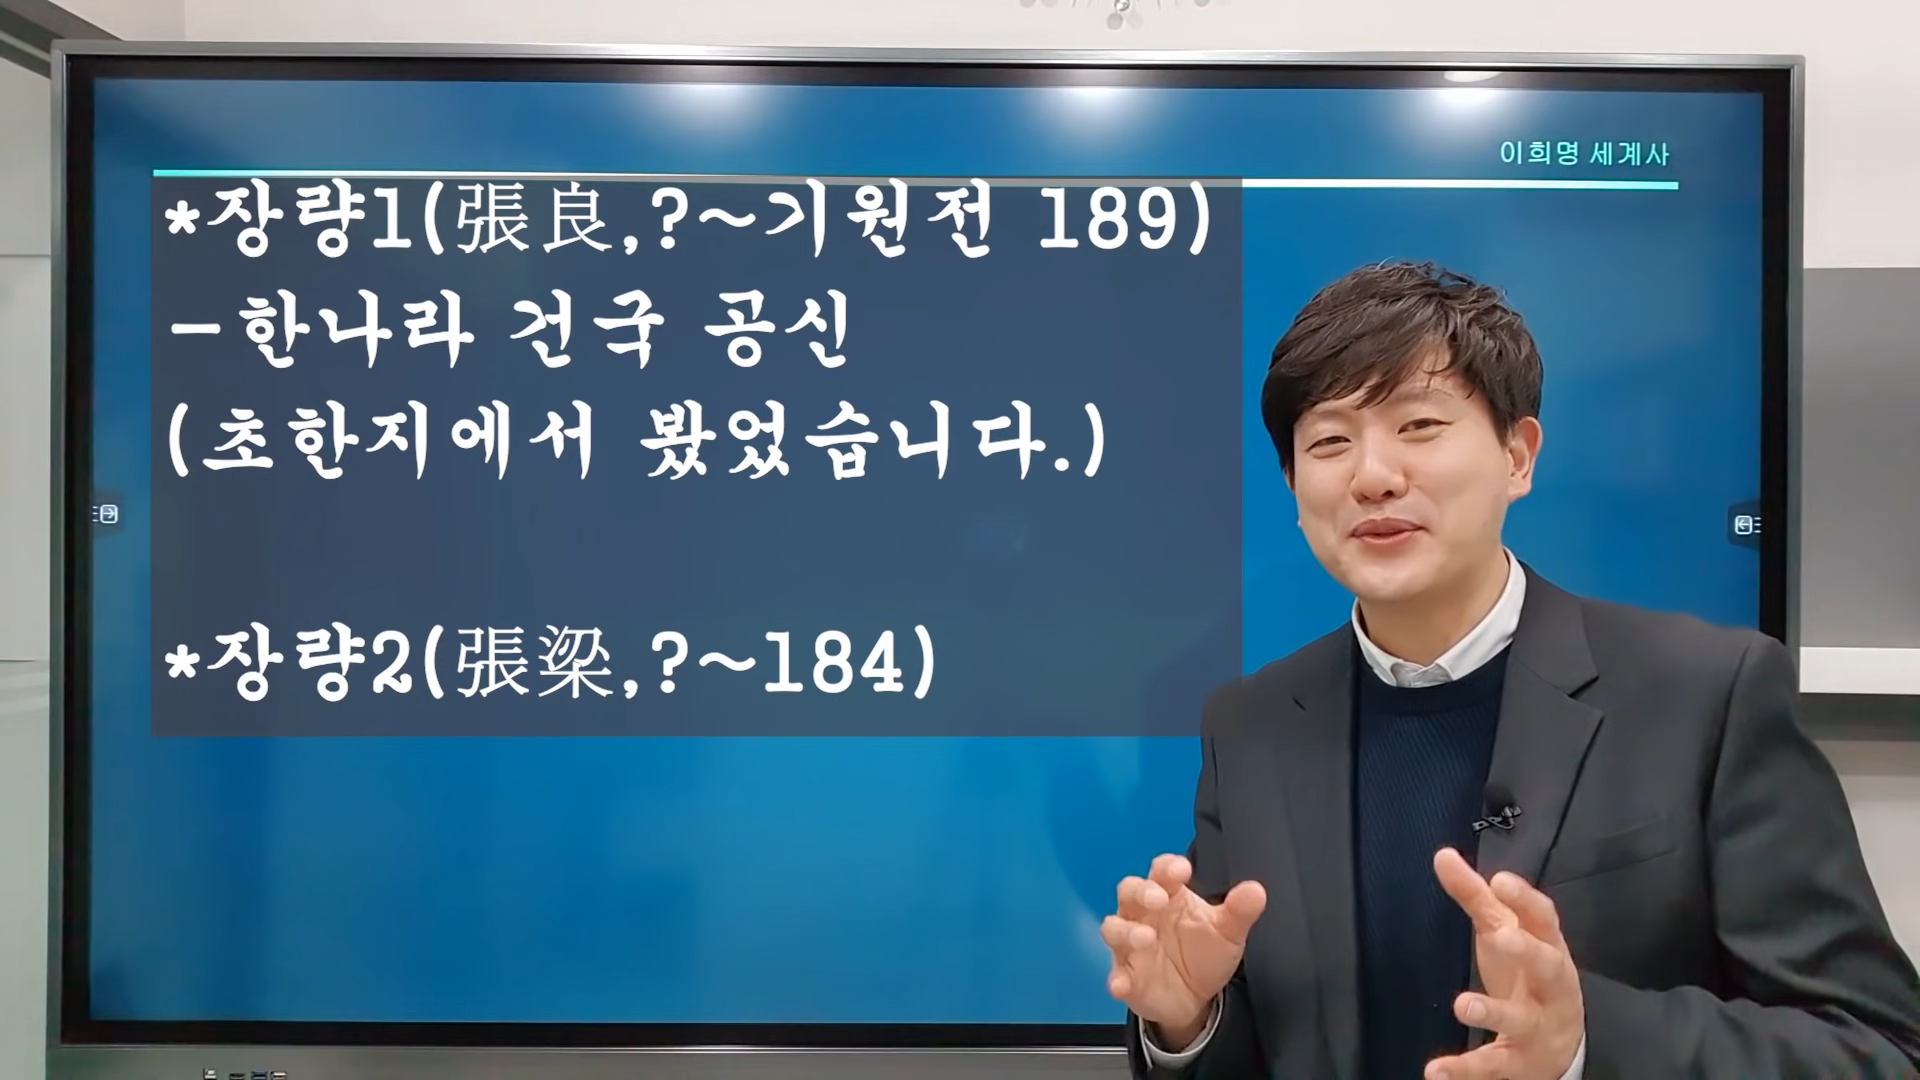 이희명 세계사
*장량1(張良,?~기원전 189)
-한나라 건국 공신
(초한지에서 봤었습니다.)
*장량2(張梁,?~184)